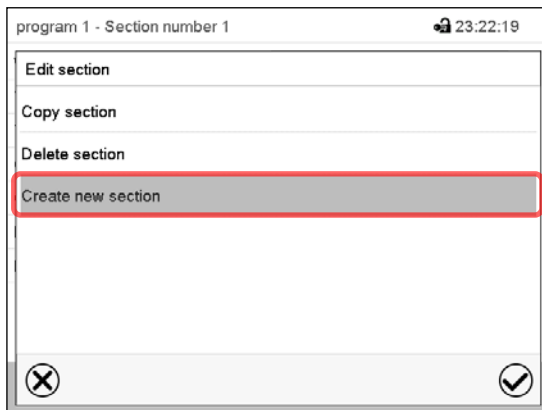 program 1 - Section number 1 23:22:19
Edit section
Copy section
Delete section
Create new section